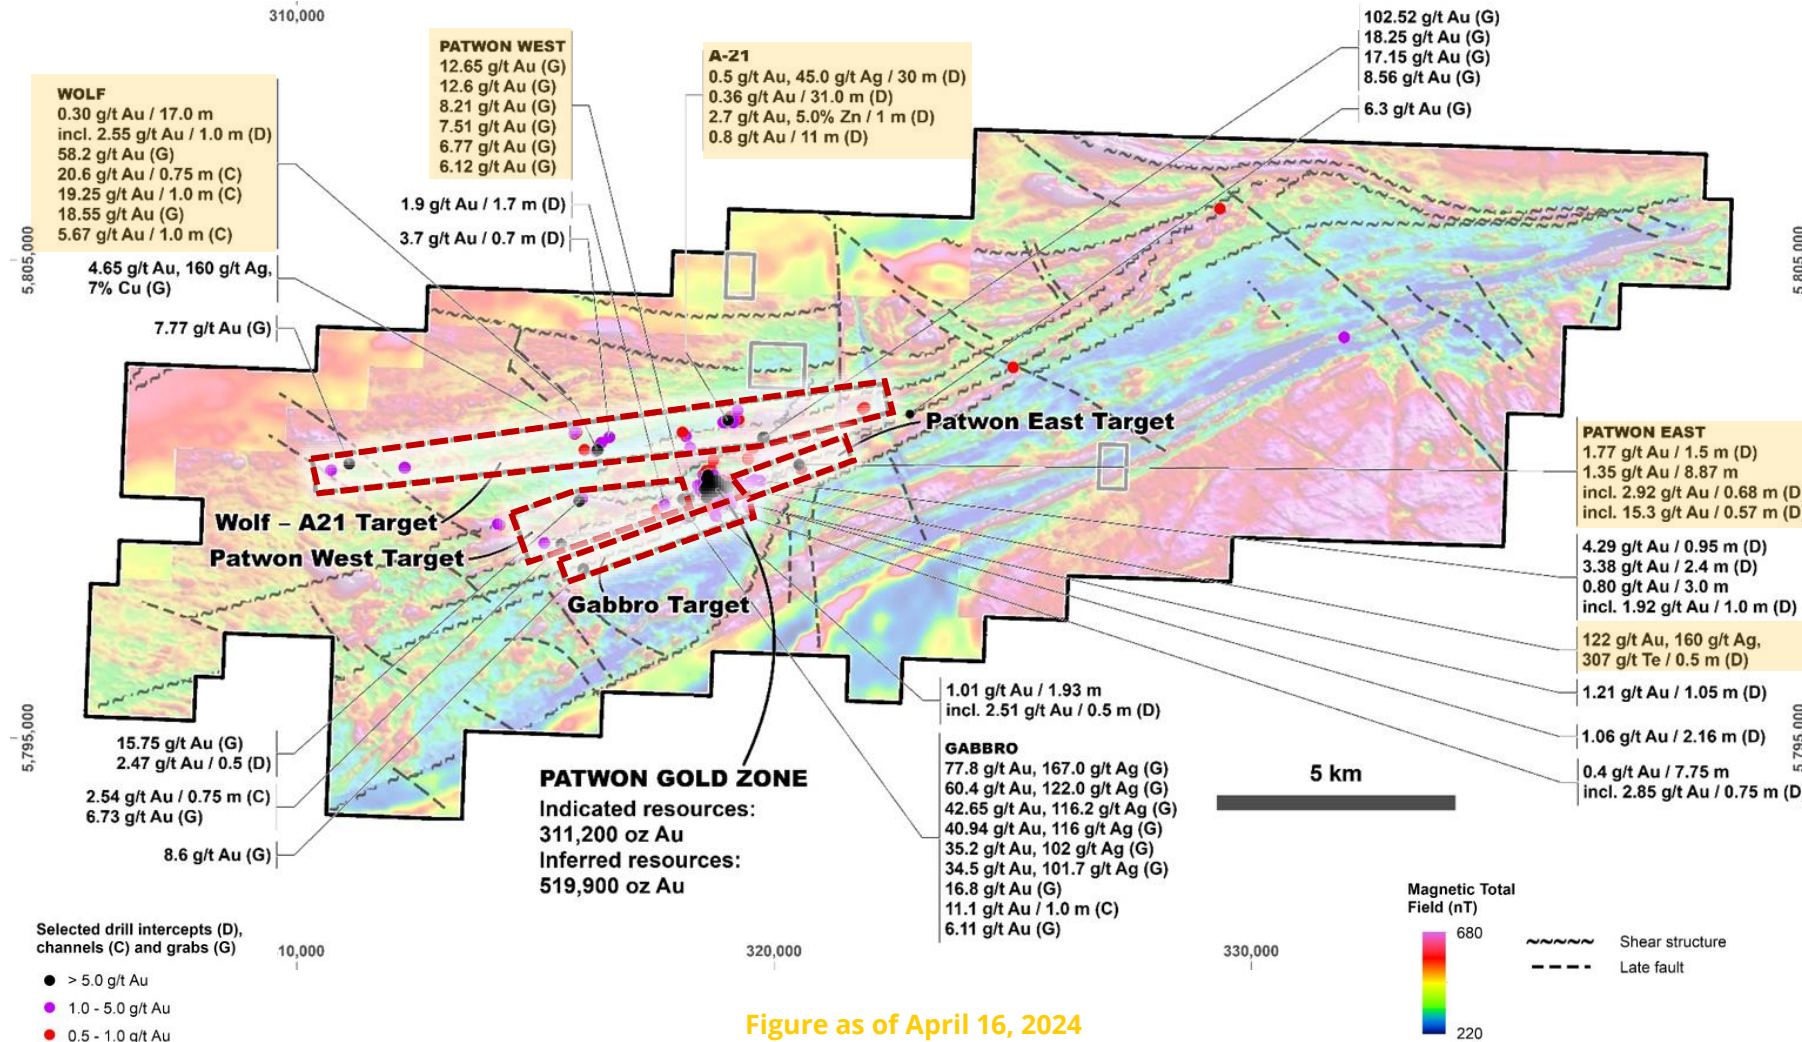 310,000
WOLF
0.30 g/t Au / 17.0 m
incl. 2.55 g/t Au / 1.0 m (D)
58.2 g/t Au (G)
20.6 g/t Au / 0.75 m (C)
19.25 g/t Au / 1.0 m (C)
18.55 g/t Au (G)
5.67 g/t Au / 1.0 m (C)
4.65 g/t Au, 160 g/t Ag,
7% Cu (G)
7.77 g/t Au (G)
PATWON WEST
12.65 g/t Au (G)
12.6 g/t Au (G)
8.21 g/t Au (G)
7.51 g/t Au (G)
6.77 g/t Au (G)
6.12 g/t Au (G)
1.9 g/t Au / 1.7 m (D)
3.7 g/t Au / 0.7 m (D)
A-21
0.5 g/t Au, 45.0 g/t Ag / 30 m (D)
0.36 g/t Au / 31.0 m (D)
2.7 g/t Au, 5.0% Zn / 1 m (D)
0.8 g/t Au / 11 m (D)
102.52 g/t Au (G)
18.25 g/t Au (G)
17.15 g/t Au (G)
8.56 g/t Au (G)
6.3 g/t Au (G)
5,805,000
5,805,000
Patwon East Target
Wolf – A21 Target
Patwon West Target
Gabbro Target
PATWON EAST
1.77 g/t Au / 1.5 m (D)
1.35 g/t Au / 8.87 m
incl. 2.92 g/t Au / 0.68 m (D
incl. 15.3 g/t Au / 0.57 m (D
4.29 g/t Au / 0.95 m (D)
3.38 g/t Au / 2.4 m (D)
0.80 g/t Au / 3.0 m
incl. 1.92 g/t Au / 1.0 m (D)
122 g/t Au, 160 g/t Ag,
307 g/t Te / 0.5 m (D)
1.21 g/t Au / 1.05 m (D)
1.06 g/t Au / 2.16 m (D)
0.4 g/t Au / 7.75 m
incl. 2.85 g/t Au / 0.75 m (D
5,795,000
5,795,000
15.75 g/t Au (G)
2.47 g/t Au / 0.5 (D)
2.54 g/t Au / 0.75 m (C)
6.73 g/t Au (G)
8.6 g/t Au (G)
PATWON GOLD ZONE
Indicated resources:
311,200 oz Au
Inferred resources:
519,900 oz Au
1.01 g/t Au / 1.93 m
incl. 2.51 g/t Au / 0.5 m (D)
GABBRO
77.8 g/t Au, 167.0 g/t Ag (G)
60.4 g/t Au, 122.0 g/t Ag (G)
42.65 g/t Au, 116.2 g/t Ag (G)
40.94 g/t Au, 116 g/t Ag (G)
35.2 g/t Au, 102 g/t Ag (G)
34.5 g/t Au, 101.7 g/t Ag (G)
16.8 g/t Au (G)
11.1 g/t Au / 1.0 m (C)
6.11 g/t Au (G)
5 km
Selected drill intercepts (D),
channels (C) and grabs (G)
> 5.0 g/t Au
1.0 - 5.0 g/t Au
0.5 - 1.0 g/t Au
10,000
320,000
330,000
Magnetic Total
Field (nT)
680
220
Shear structure
Late fault
Figure as of April 16, 2024